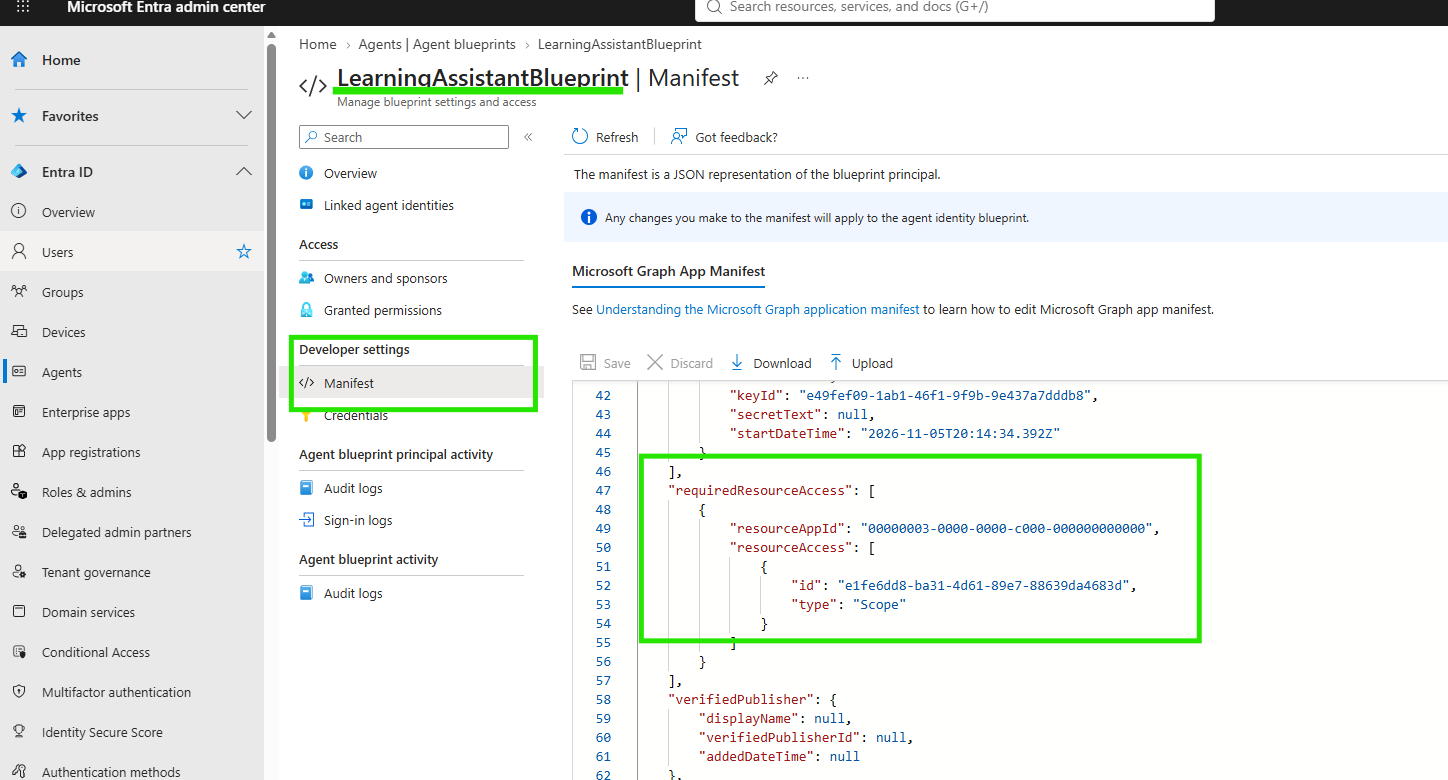 Microsoft Entra admin center
Search resources, services, and docs (G+/)
Home
Favorites
Entra ID
Overview
Users
Groups
Devices
Agents
Enterprise apps
App registrations
Roles & admins
Delegated admin partners
Tenant governance
Domain services
Conditional Access
Multifactor authentication
Identity Secure Score
Authentication methods
Home > Agents | Agent blueprints > LearningAssistantBlueprint
</> LearningAssistantBlueprint | Manifest ...
Manage blueprint settings and access
Search «
Overview
Linked agent identities
Access
Owners and sponsors
Granted permissions
Developer settings
</> Manifest
Credentials
Agent blueprint principal activity
Audit logs
Sign-in logs
Agent blueprint activity
Audit logs
Refresh
Got feedback?
The manifest is a JSON representation of the blueprint principal.
Any changes you make to the manifest will apply to the agent identity blueprint.
Microsoft Graph App Manifest
See Understanding the Microsoft Graph application manifest to learn how to edit Microsoft Graph app manifest.
Save Discard Download Upload
42 "keyId": "e49fef09-1ab1-46f1-9f9b-9e437a7dddb8",
43 "secretText": null,
44 "startDateTime": "2026-11-05T20:14:34.392Z"
45 }
46 ],
47 "requiredResourceAccess": [
48 {
49 "resourceAppId": "00000003-0000-0000-c000-000000000000",
50 "resourceAccess": [
51 {
52 "id": "e1fe6dd8-ba31-4d61-89e7-88639da4683d",
53 "type": "Scope"
54 }
55 ]
56 }
57 ],
58 "verifiedPublisher": {
59 "displayName": null,
60 "verifiedPublisherId": null,
61 "addedDateTime": null
62 },